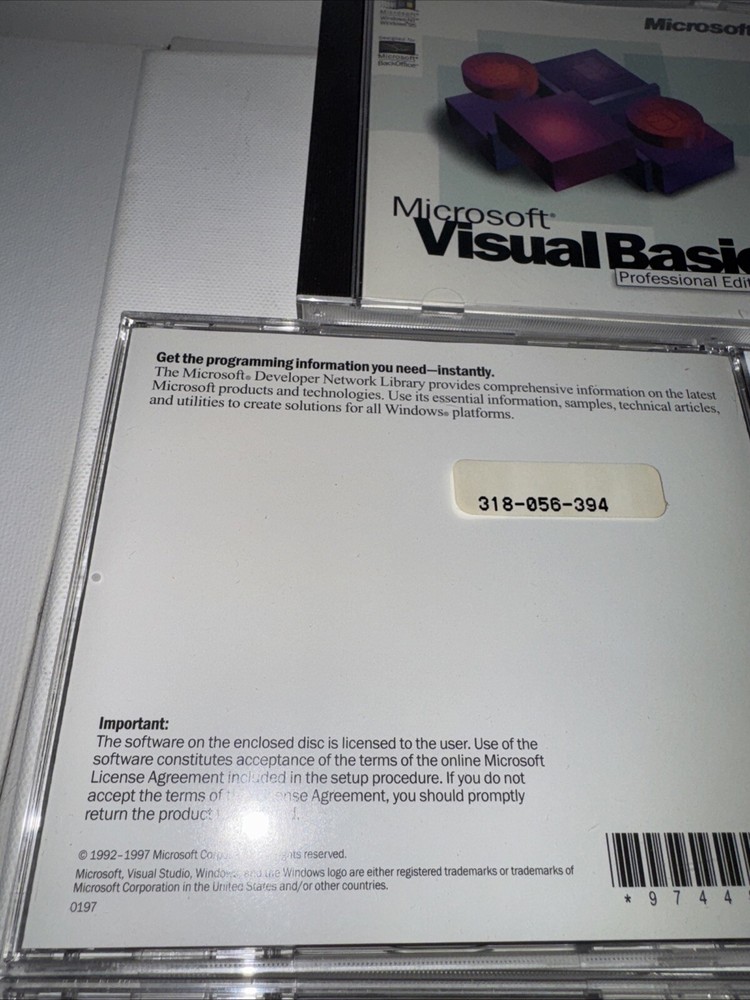 Microsoft
Microsoft
BackOffice
Microsoft®
Visual Basic
Professional
Get the programming information you need—instantly.
The Microsoft® Developer Network Library provides comprehensive information on the latest
Microsoft products and technologies. Use its essential information, samples, technical articles,
and utilities to create solutions for all Windows® platforms.
318-056-394
Important:
The software on the enclosed disc is licensed to the user. Use of the
software constitutes acceptance of the terms of the online Microsoft
License Agreement included in the setup procedure. If you do not
accept the terms of Agreement, you should promptly
return the product
© 1992–1997 Microsoft reserved.
Microsoft, Visual Studio, Windows, and the Windows logo are either registered trademarks or trademarks of
Microsoft Corporation in the United States and/or other countries.
0197
* 9 7 4 4